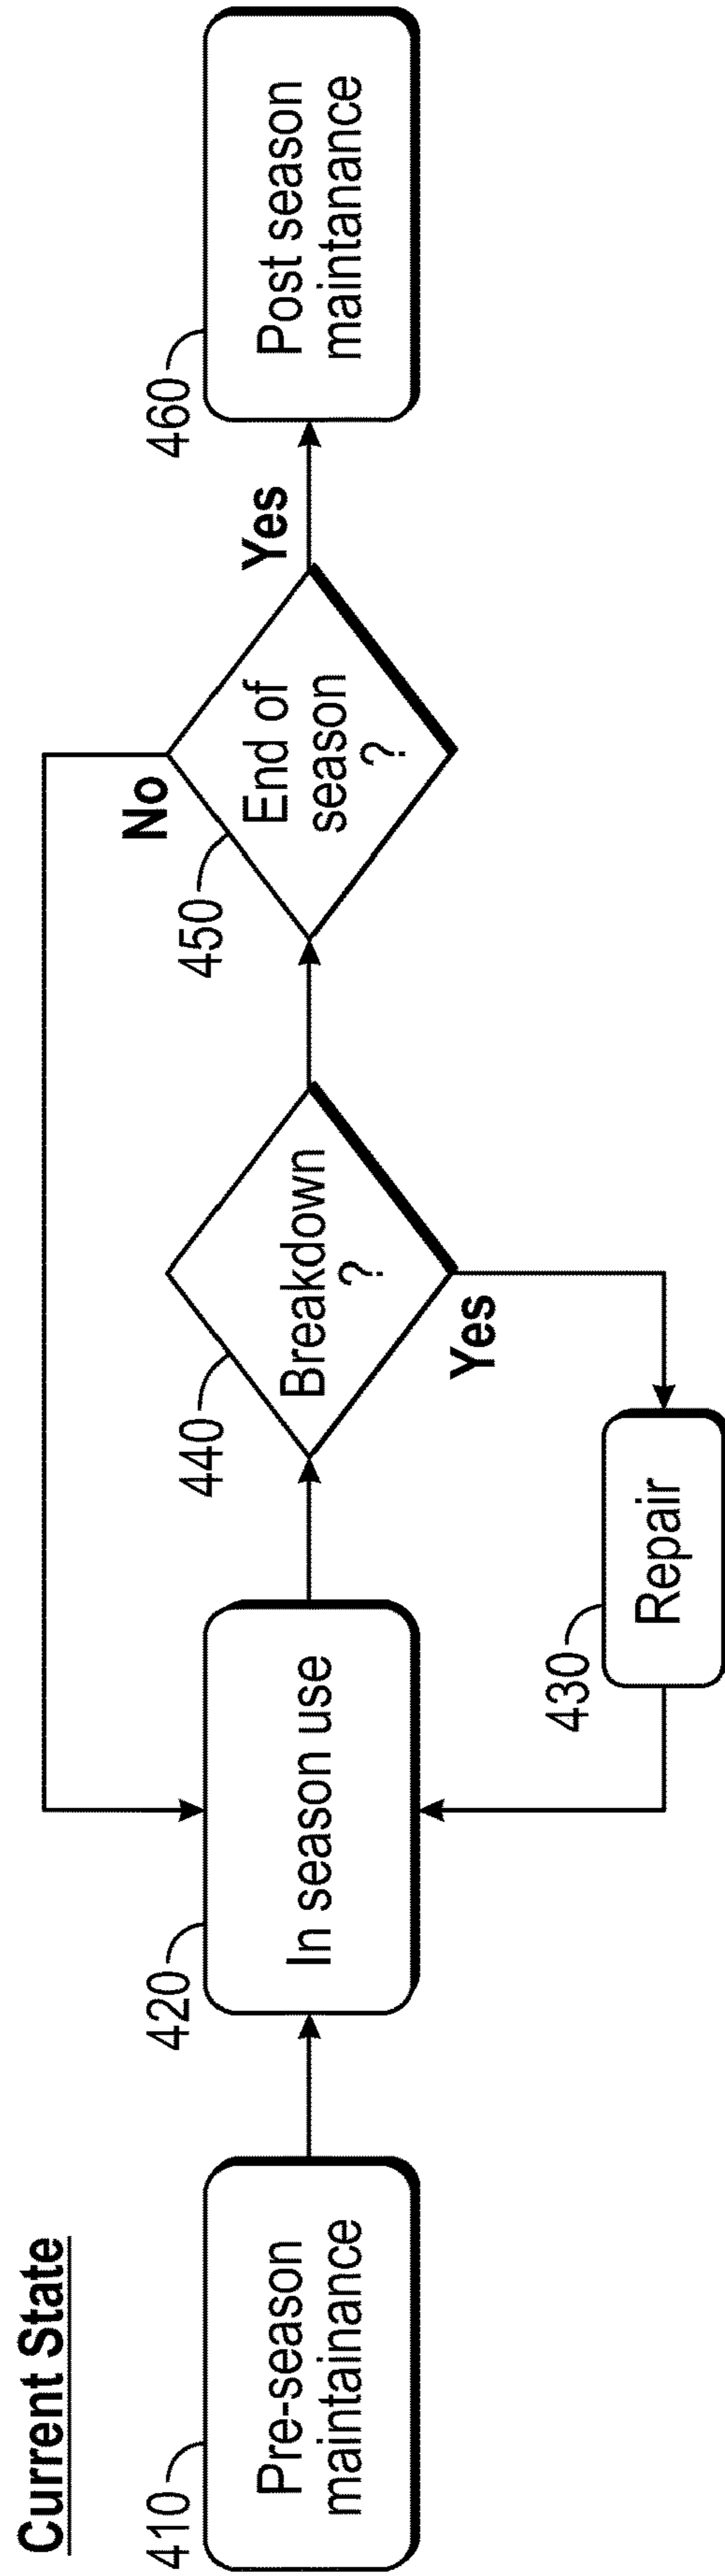 Current State
410
Pre-season
maintainance
420
In season use
430
Repair
440
Breakdown
?
Yes
450
End of
season
?
No
Yes
460
Post season
maintanance